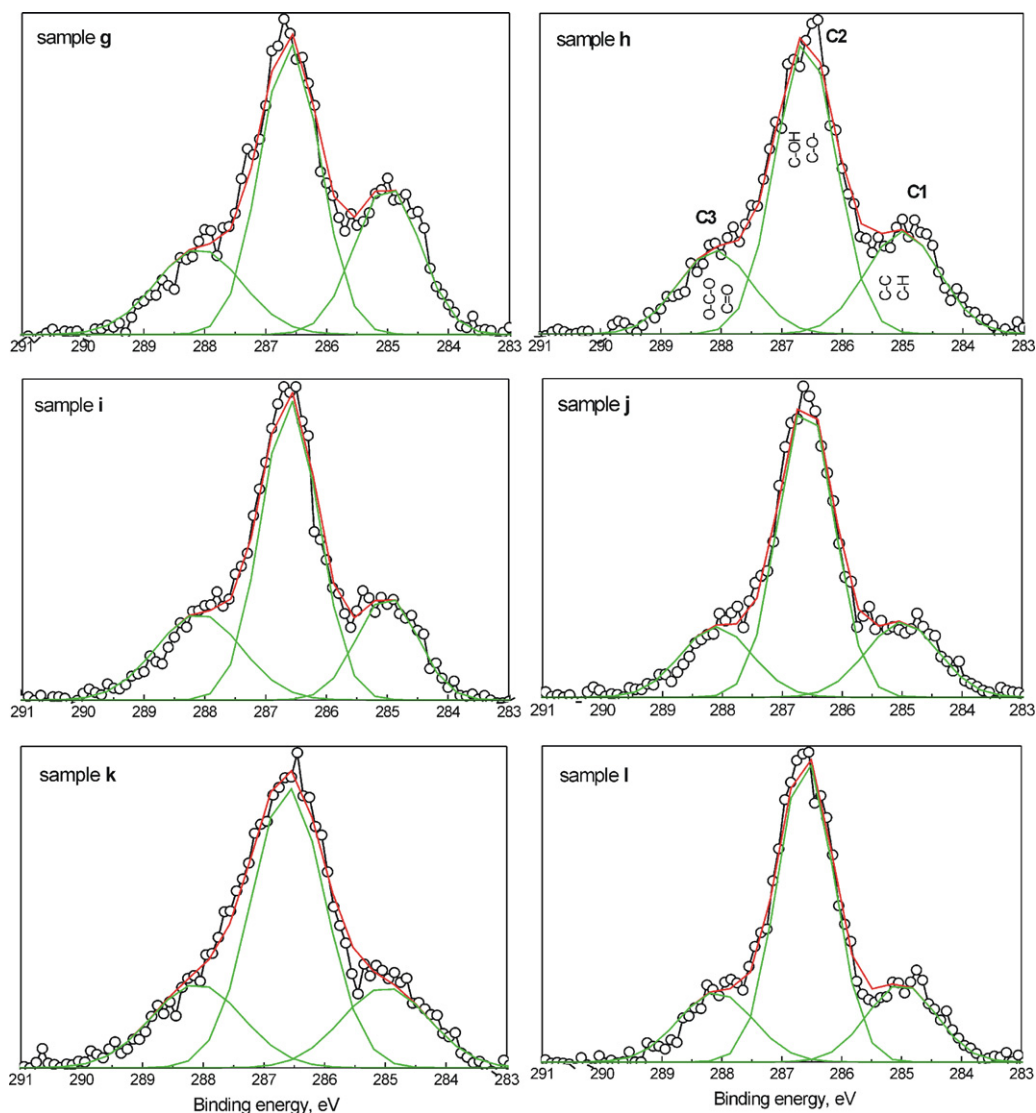 sample g
291 290 289 288 287 286 285 284 283
sample h
C2
C-OH
C-O-
C1
C3
O-C-O
C=O
C-C
C-H
291 290 289 288 287 286 285 284 283
sample i
291 290 289 288 287 286 285 284 283
sample j
291 290 289 288 287 286 285 284 283
sample k
291 290 289 288 287 286 285 284 283
Binding energy, eV
sample l
291 290 289 288 287 286 285 284 283
Binding energy, eV